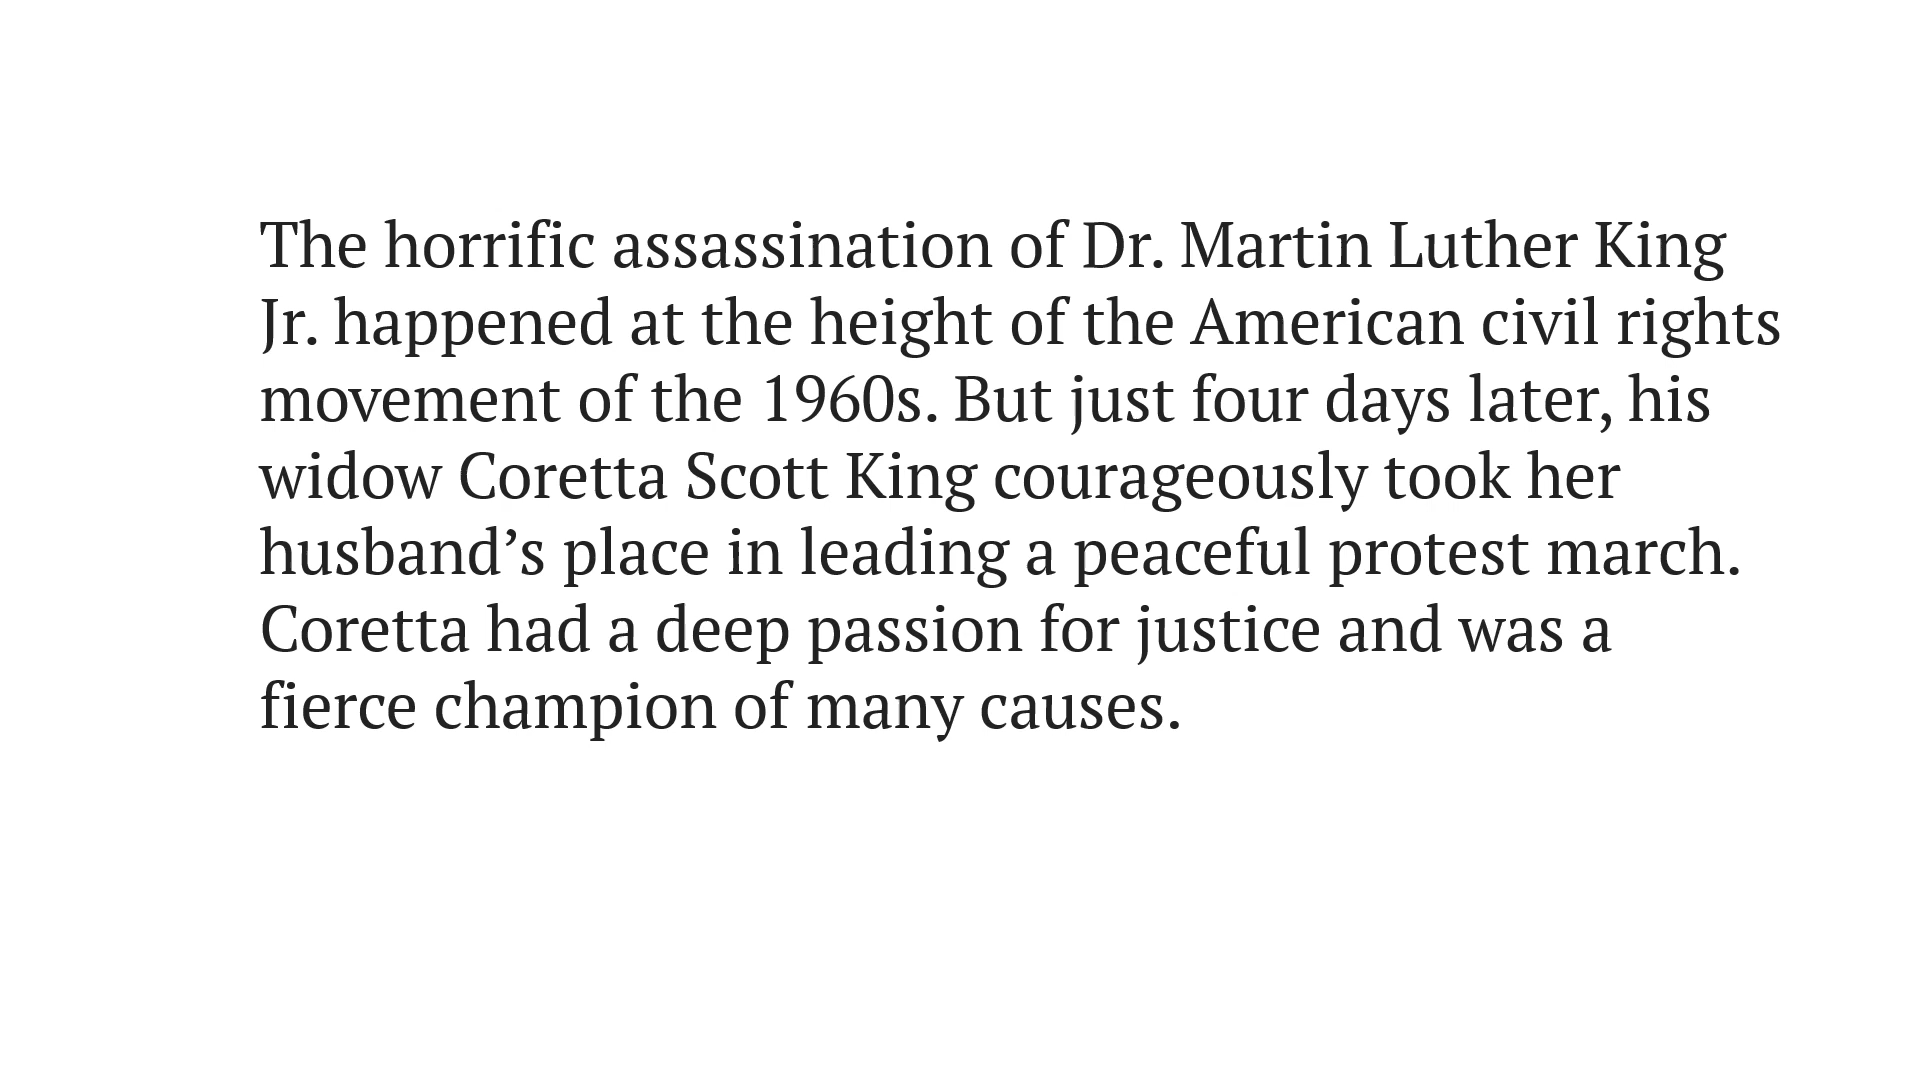 The horrific assassination of Dr. Martin Luther King
Jr. happened at the height of the American civil rights
movement of the 1960s. But just four days later, his
widow Coretta Scott King courageously took her
husband’s place in leading a peaceful protest march.
Coretta had a deep passion for justice and was a
fierce champion of many causes.